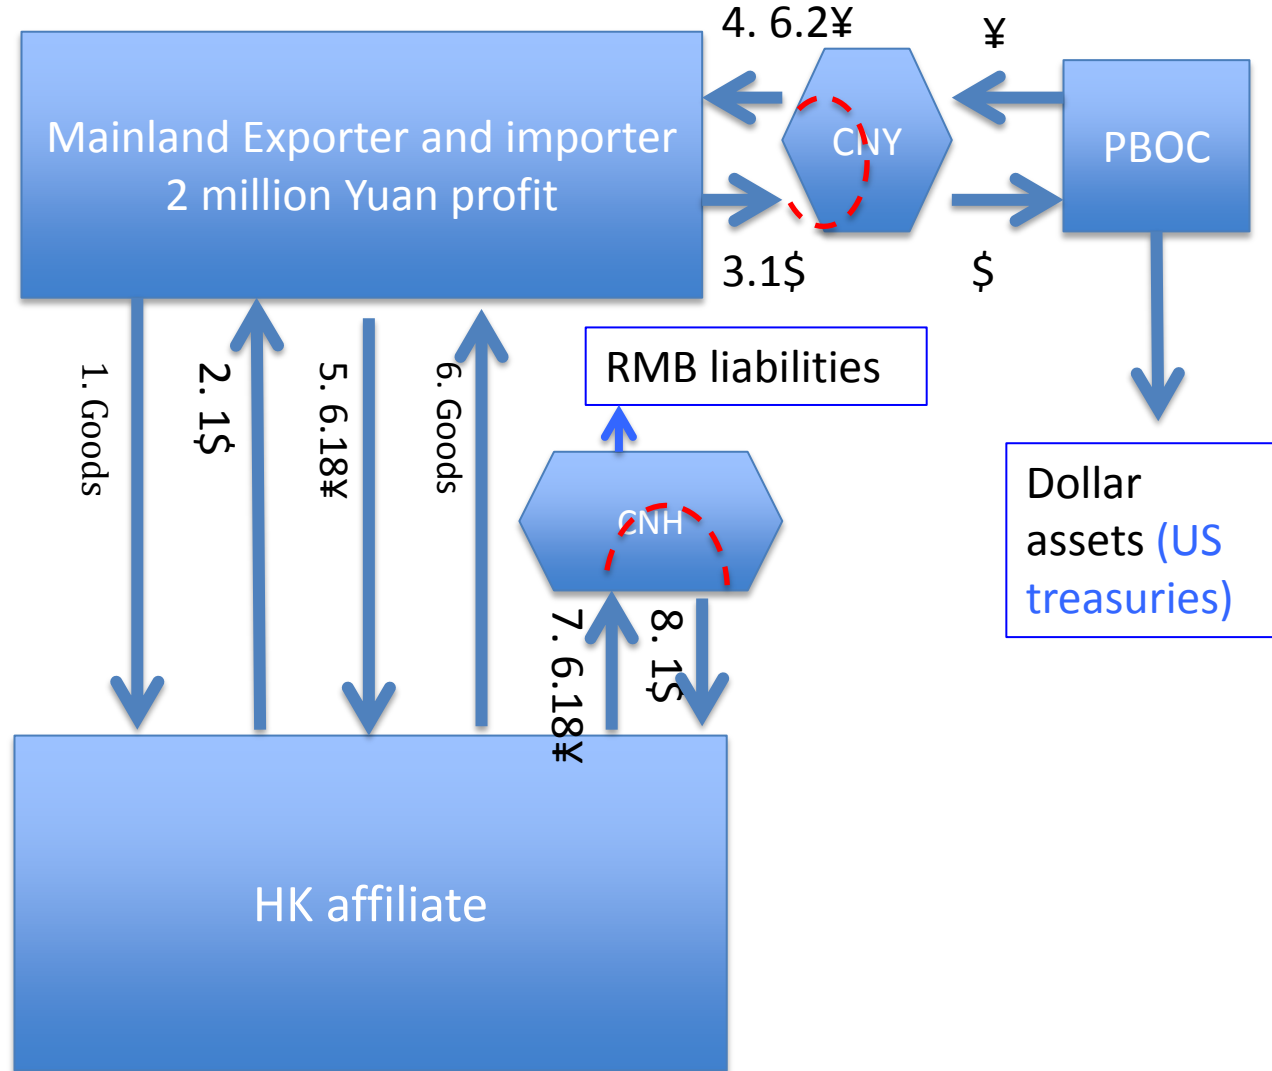 4. 6.2¥
¥
Mainland Exporter and importer
2 million Yuan profit
CNY
PBOC
3.1$
$
1. Goods
2. 1$
5. 6.18¥
6. Goods
RMB liabilities
CNH
Dollar
assets (US
treasuries)
7. 6.18¥
8. 1$
HK affiliate